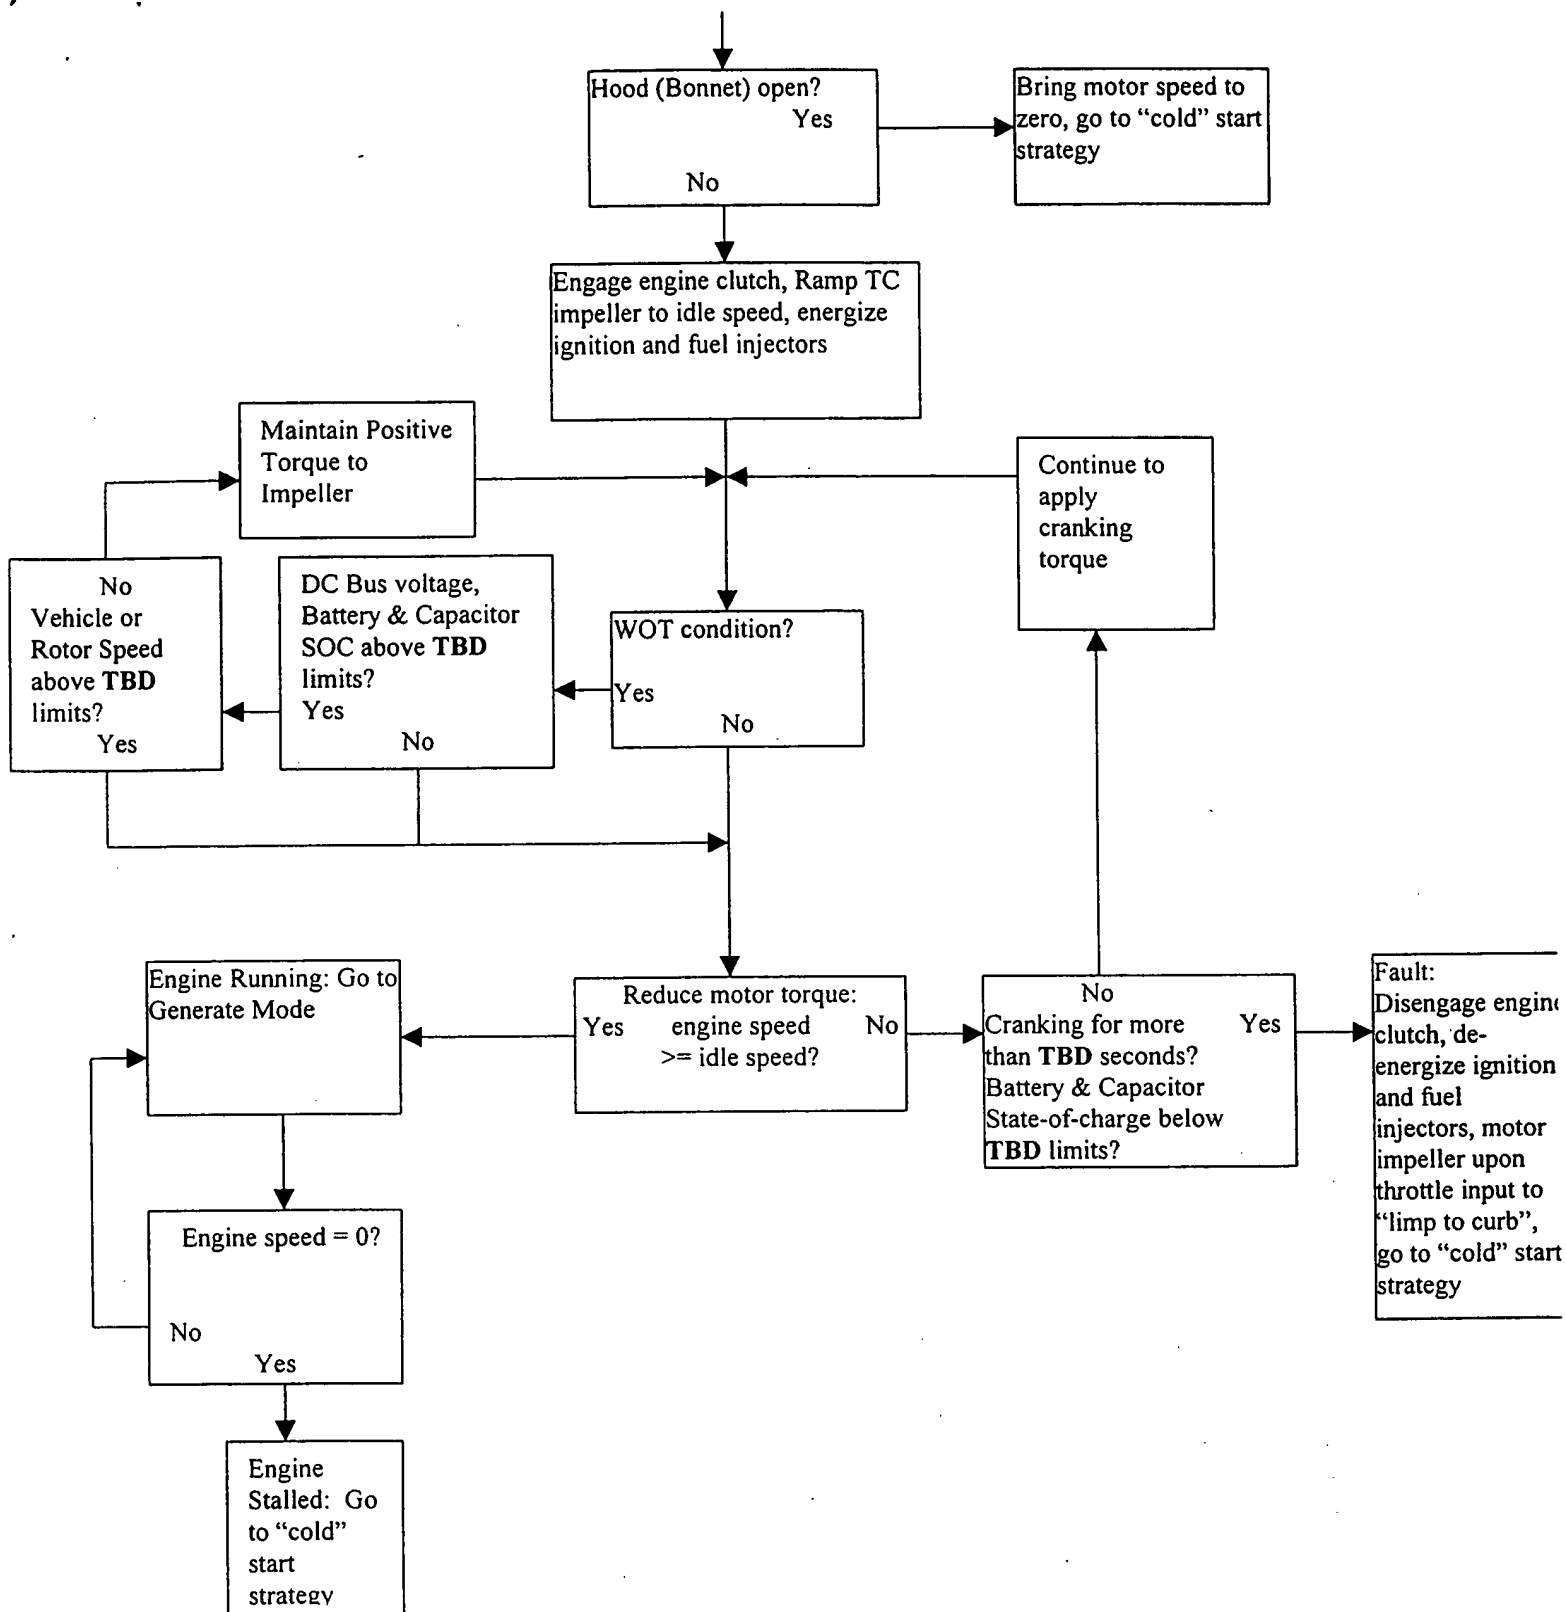 Hood (Bonnet) open?
Yes
No
Bring motor speed to
zero, go to “cold” start
strategy
Engage engine clutch, Ramp TC
impeller to idle speed, energize
ignition and fuel injectors
Maintain Positive
Torque to
Impeller
Continue to
apply
cranking
torque
No
Vehicle or
Rotor Speed
above TBD
limits?
Yes
DC Bus voltage,
Battery & Capacitor
SOC above TBD
limits?
Yes
No
WOT condition?
Yes
No
Engine Running: Go to
Generate Mode
Reduce motor torque:
Yes engine speed No
>= idle speed?
No
Cranking for more Yes
than TBD seconds?
Battery & Capacitor
State-of-charge below
TBD limits?
Fault:
Disengage engine
clutch, de-
energize ignition
and fuel
injectors, motor
impeller upon
throttle input to
“limp to curb”,
go to “cold” start
strategy
Engine speed = 0?
No
Yes
Engine
Stalled: Go
to “cold”
start
strategy